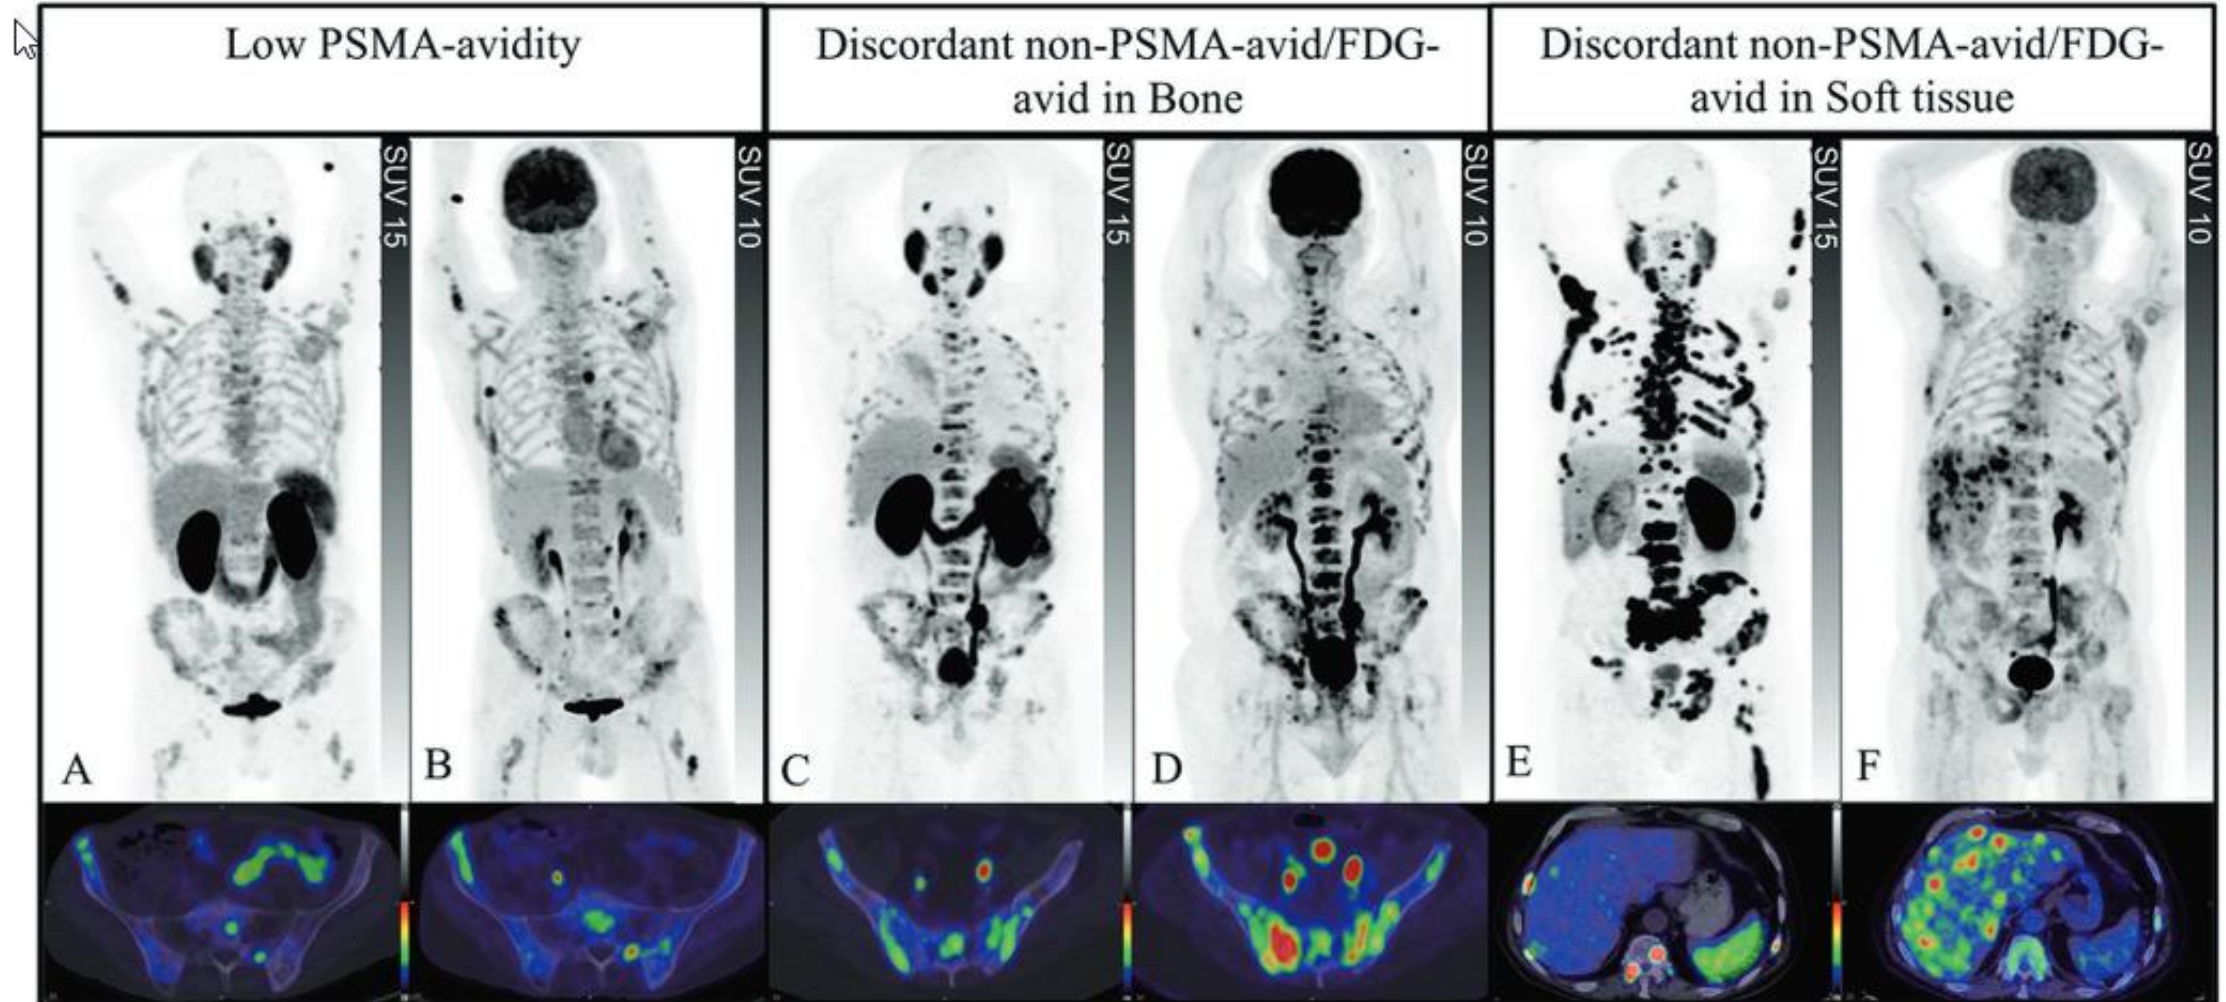 Low PSMA-avidity
Discordant non-PSMA-avid/FDG-
avid in Bone
Discordant non-PSMA-avid/FDG-
avid in Soft tissue
SUV 15
SUV 10
SUV 15
SUV 10
SUV 15
SUV 10
A
B
C
D
E
F